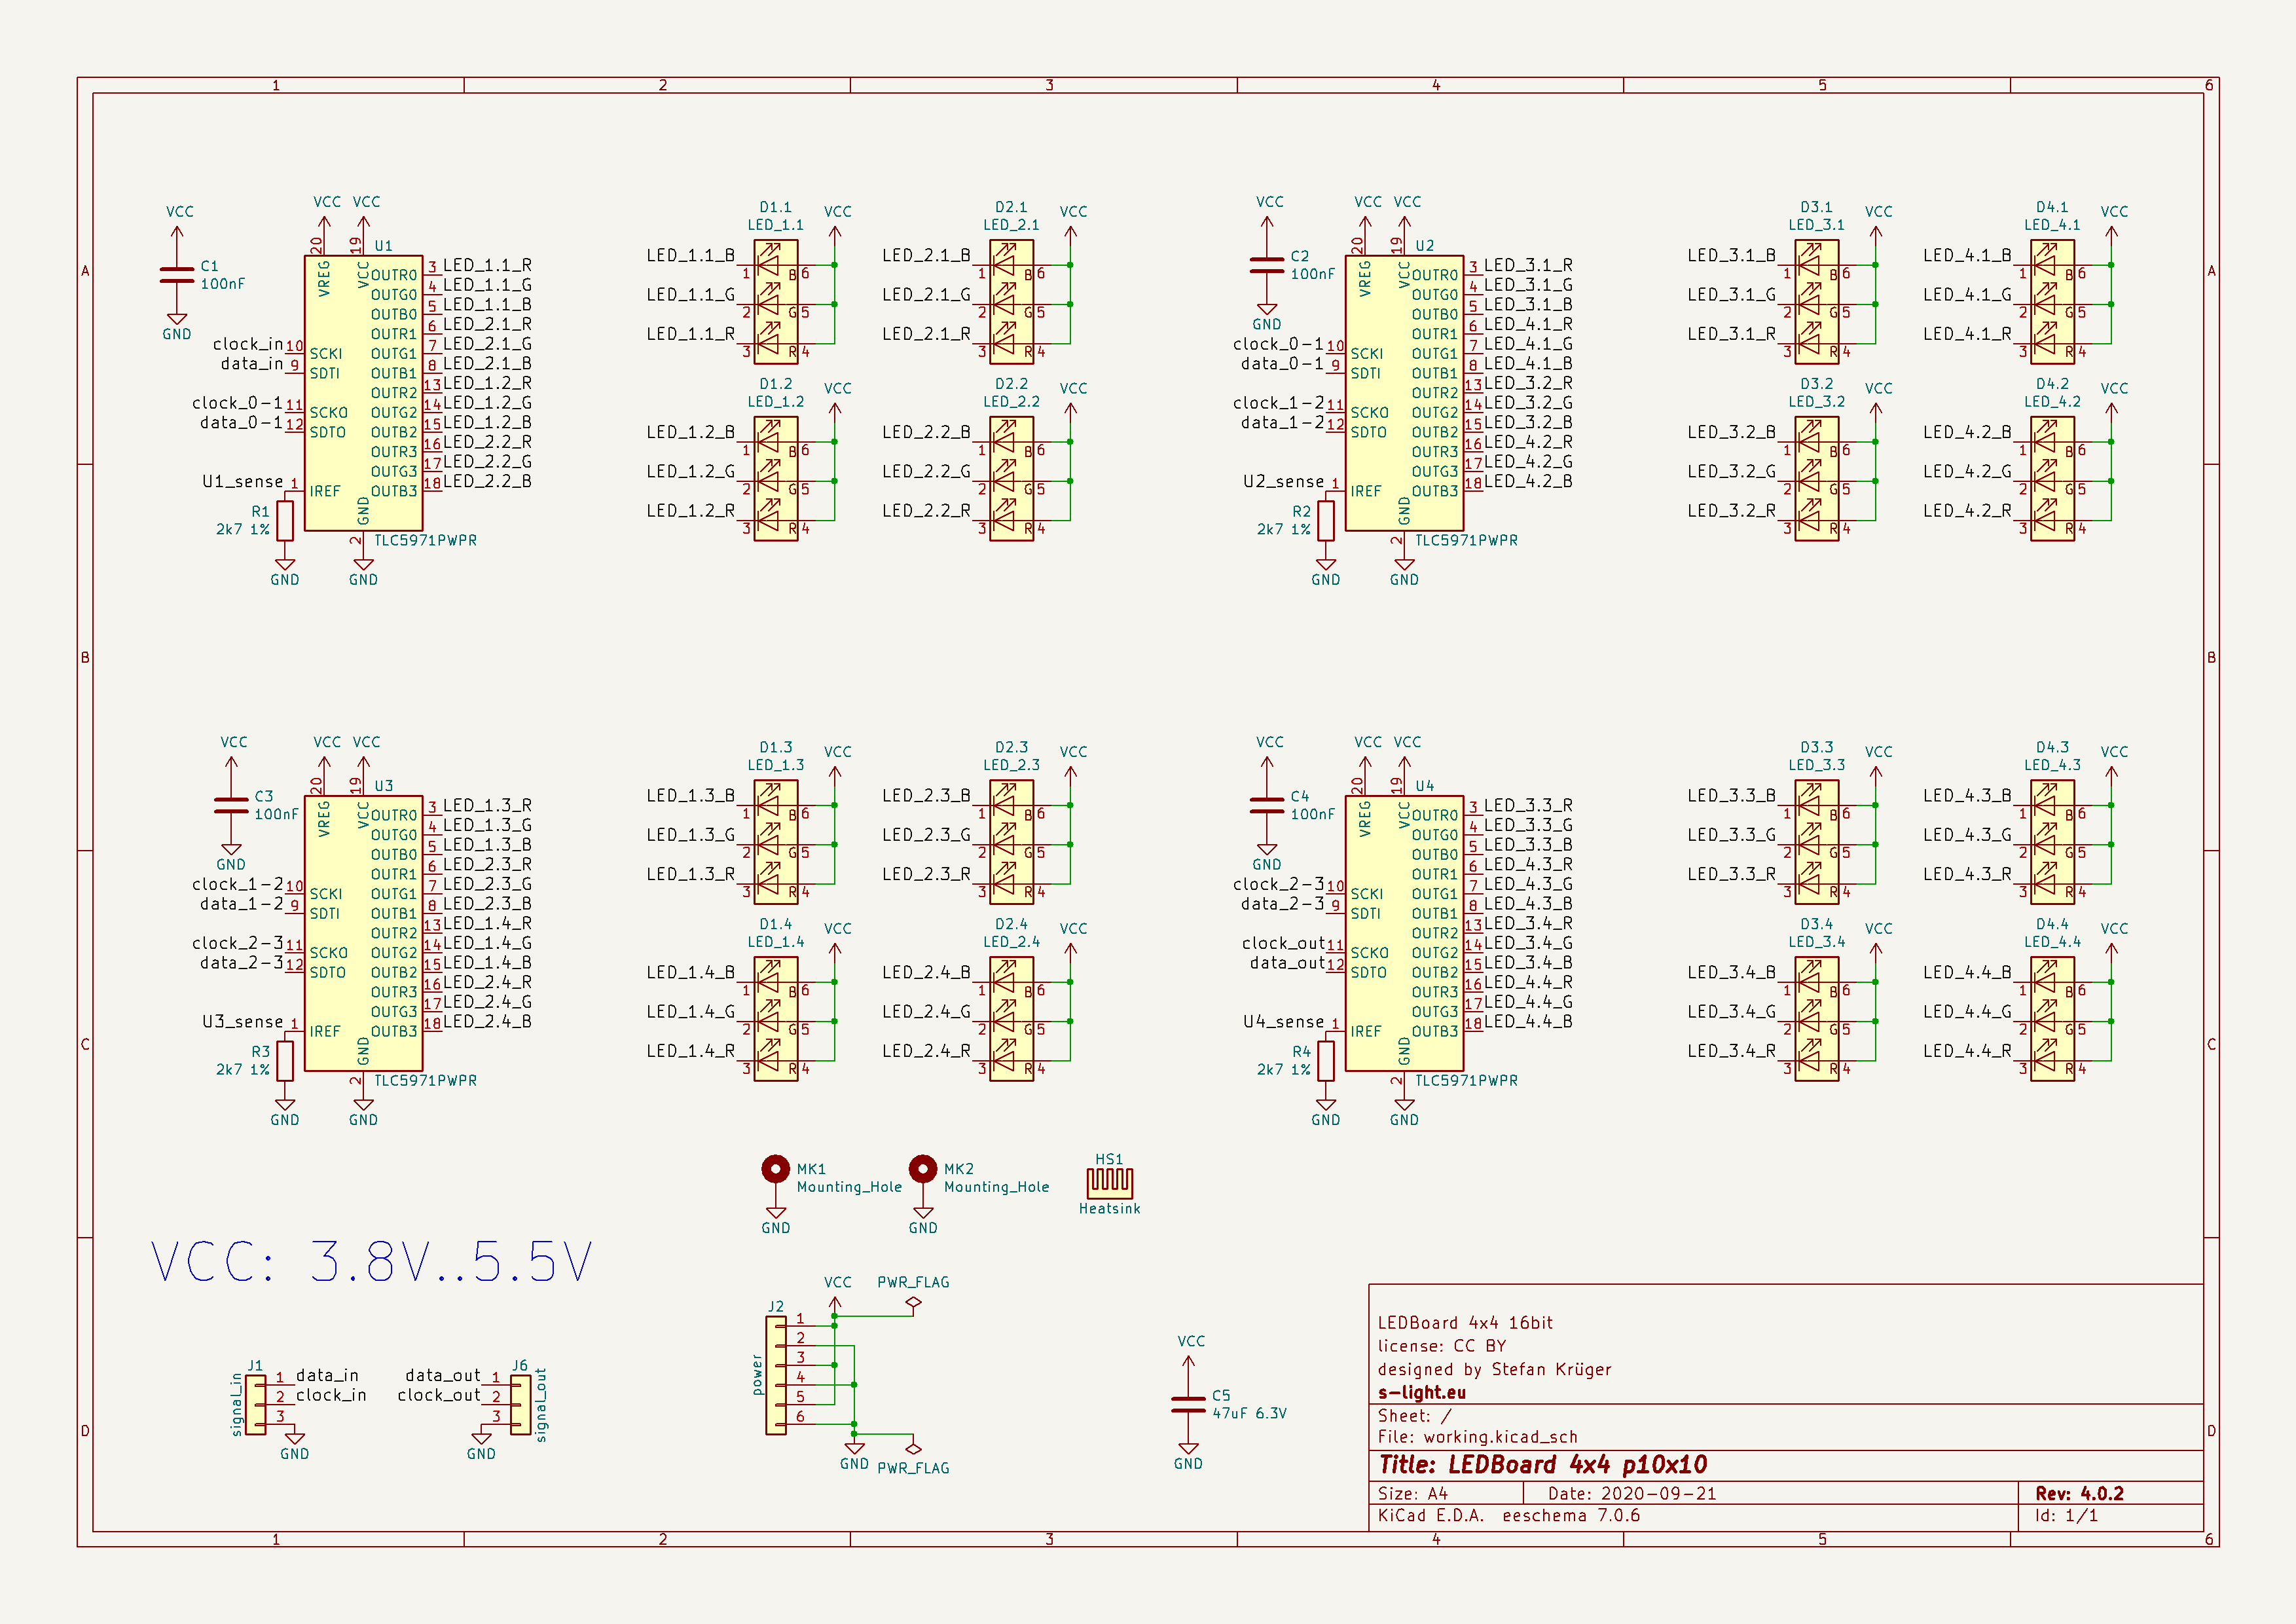 1 2 3 4 5 6
A
B
C
D
VCC
C1
100nF
GND
VCC VCC
U1
20 VREG
19 VCC
clock_in 10 SCKI
data_in 9 SDTI
clock_0-1 11 SCKO
data_0-1 12 SDTO
U1_sense 1 IREF
OUTR0 3 LED_1.1_R
OUTG0 4 LED_1.1_G
OUTB0 5 LED_1.1_B
OUTR1 6 LED_2.1_R
OUTG1 7 LED_2.1_G
OUTB1 8 LED_2.1_B
OUTR2 13 LED_1.2_R
OUTG2 14 LED_1.2_G
OUTB2 15 LED_1.2_B
OUTR3 16 LED_2.2_R
OUTG3 17 LED_2.2_G
OUTB3 18 LED_2.2_B
GND 2
TLC5971PWPR
R1
2k7 1%
GND
GND
D1.1
LED_1.1
VCC
LED_1.1_B 1 B 6
LED_1.1_G 2 G 5
LED_1.1_R 3 R 4
D2.1
LED_2.1
VCC
LED_2.1_B 1 B 6
LED_2.1_G 2 G 5
LED_2.1_R 3 R 4
D1.2
LED_1.2
VCC
LED_1.2_B 1 B 6
LED_1.2_G 2 G 5
LED_1.2_R 3 R 4
D2.2
LED_2.2
VCC
LED_2.2_B 1 B 6
LED_2.2_G 2 G 5
LED_2.2_R 3 R 4
VCC
C2
100nF
GND
VCC VCC
U2
20 VREG
19 VCC
clock_0-1 10 SCKI
data_0-1 9 SDTI
clock_1-2 11 SCKO
data_1-2 12 SDTO
U2_sense 1 IREF
OUTR0 3 LED_3.1_R
OUTG0 4 LED_3.1_G
OUTB0 5 LED_3.1_B
OUTR1 6 LED_4.1_R
OUTG1 7 LED_4.1_G
OUTB1 8 LED_4.1_B
OUTR2 13 LED_3.2_R
OUTG2 14 LED_3.2_G
OUTB2 15 LED_3.2_B
OUTR3 16 LED_4.2_R
OUTG3 17 LED_4.2_G
OUTB3 18 LED_4.2_B
GND 2
TLC5971PWPR
R2
2k7 1%
GND
GND
D3.1
LED_3.1
VCC
LED_3.1_B 1 B 6
LED_3.1_G 2 G 5
LED_3.1_R 3 R 4
D4.1
LED_4.1
VCC
LED_4.1_B 1 B 6
LED_4.1_G 2 G 5
LED_4.1_R 3 R 4
D3.2
LED_3.2
VCC
LED_3.2_B 1 B 6
LED_3.2_G 2 G 5
LED_3.2_R 3 R 4
D4.2
LED_4.2
VCC
LED_4.2_B 1 B 6
LED_4.2_G 2 G 5
LED_4.2_R 3 R 4
VCC
C3
100nF
GND
VCC VCC
U3
20 VREG
19 VCC
clock_1-2 10 SCKI
data_1-2 9 SDTI
clock_2-3 11 SCKO
data_2-3 12 SDTO
U3_sense 1 IREF
OUTR0 3 LED_1.3_R
OUTG0 4 LED_1.3_G
OUTB0 5 LED_1.3_B
OUTR1 6 LED_2.3_R
OUTG1 7 LED_2.3_G
OUTB1 8 LED_2.3_B
OUTR2 13 LED_1.4_R
OUTG2 14 LED_1.4_G
OUTB2 15 LED_1.4_B
OUTR3 16 LED_2.4_R
OUTG3 17 LED_2.4_G
OUTB3 18 LED_2.4_B
GND 2
TLC5971PWPR
R3
2k7 1%
GND
GND
D1.3
LED_1.3
VCC
LED_1.3_B 1 B 6
LED_1.3_G 2 G 5
LED_1.3_R 3 R 4
D2.3
LED_2.3
VCC
LED_2.3_B 1 B 6
LED_2.3_G 2 G 5
LED_2.3_R 3 R 4
D1.4
LED_1.4
VCC
LED_1.4_B 1 B 6
LED_1.4_G 2 G 5
LED_1.4_R 3 R 4
D2.4
LED_2.4
VCC
LED_2.4_B 1 B 6
LED_2.4_G 2 G 5
LED_2.4_R 3 R 4
VCC
C4
100nF
GND
VCC VCC
U4
20 VREG
19 VCC
clock_2-3 10 SCKI
data_2-3 9 SDTI
clock_out 11 SCKO
data_out 12 SDTO
U4_sense 1 IREF
OUTR0 3 LED_3.3_R
OUTG0 4 LED_3.3_G
OUTB0 5 LED_3.3_B
OUTR1 6 LED_4.3_R
OUTG1 7 LED_4.3_G
OUTB1 8 LED_4.3_B
OUTR2 13 LED_3.4_R
OUTG2 14 LED_3.4_G
OUTB2 15 LED_3.4_B
OUTR3 16 LED_4.4_R
OUTG3 17 LED_4.4_G
OUTB3 18 LED_4.4_B
GND 2
TLC5971PWPR
R4
2k7 1%
GND
GND
D3.3
LED_3.3
VCC
LED_3.3_B 1 B 6
LED_3.3_G 2 G 5
LED_3.3_R 3 R 4
D4.3
LED_4.3
VCC
LED_4.3_B 1 B 6
LED_4.3_G 2 G 5
LED_4.3_R 3 R 4
D3.4
LED_3.4
VCC
LED_3.4_B 1 B 6
LED_3.4_G 2 G 5
LED_3.4_R 3 R 4
D4.4
LED_4.4
VCC
LED_4.4_B 1 B 6
LED_4.4_G 2 G 5
LED_4.4_R 3 R 4
MK1
Mounting_Hole
GND
MK2
Mounting_Hole
GND
HS1
Heatsink
VCC: 3.8V..5.5V
J1
signal_in
1 data_in
2 clock_in
3
GND
J6
signal_out
data_out 1
clock_out 2
3
GND
VCC PWR_FLAG
J2
power
1
2
3
4
5
6
GND PWR_FLAG
VCC
C5
47uF 6.3V
GND
LEDBoard 4x4 16bit
license: CC BY
designed by Stefan Krüger
s-light.eu
Sheet: /
File: working.kicad_sch
Title: LEDBoard 4x4 p10x10
Size: A4 Date: 2020-09-21 Rev: 4.0.2
KiCad E.D.A. eeschema 7.0.6 Id: 1/1
A
B
C
D
1 2 3 4 5 6